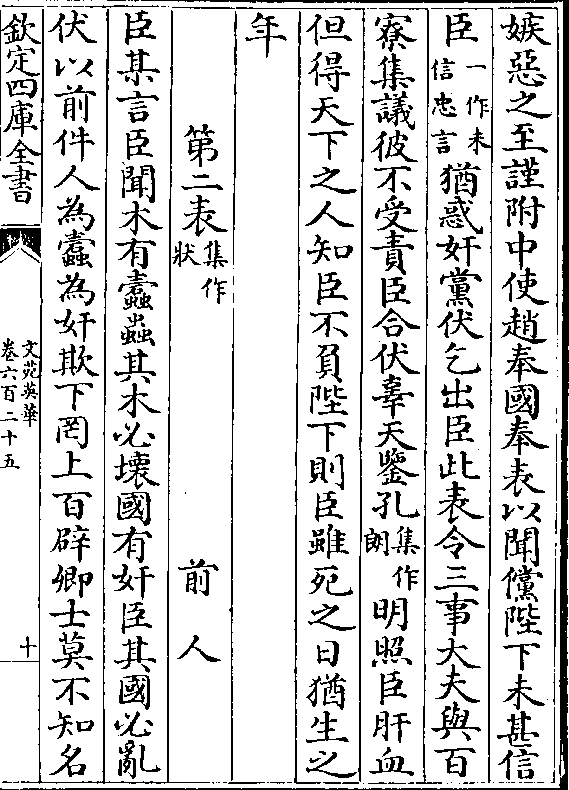 嫉惡之至謹附中使趙奉國奉表以聞儻陛下未甚信
臣一作未信忠言猶惑奸黨伏乞出臣此表令三事大夫與百
寮集議彼不受責臣合伏辜天鑒孔集作朗明照臣肝血
但得天下之人知臣不負陛下則臣雖死之日猶生之
年
第二表集作狀 前人
臣某言臣聞木有蠹蟲其木必壞國有奸臣其國必亂
伏以前件人為蠹為奸欺下罔上百辟卿士莫不知名
欽定四庫全書
文苑英華
卷六百二十五
十